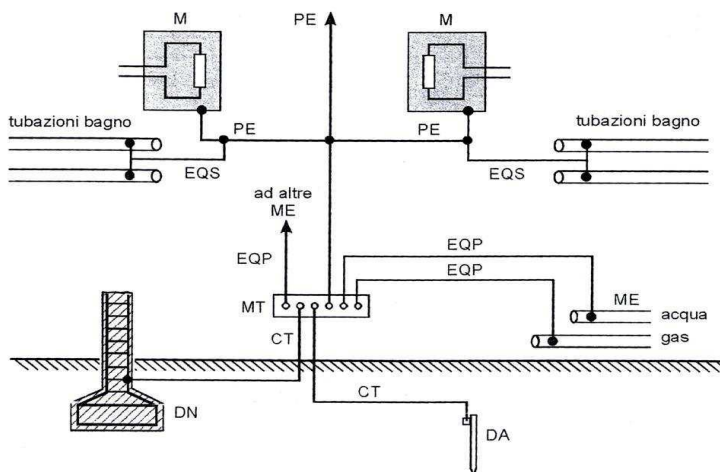 M
PE
M
tubazioni bagno
PE
PE
tubazioni bagno
EQS
EQS
ad altre
ME
EQP
EQP
EQP
MT
ME
acqua
gas
CT
CT
DN
DA